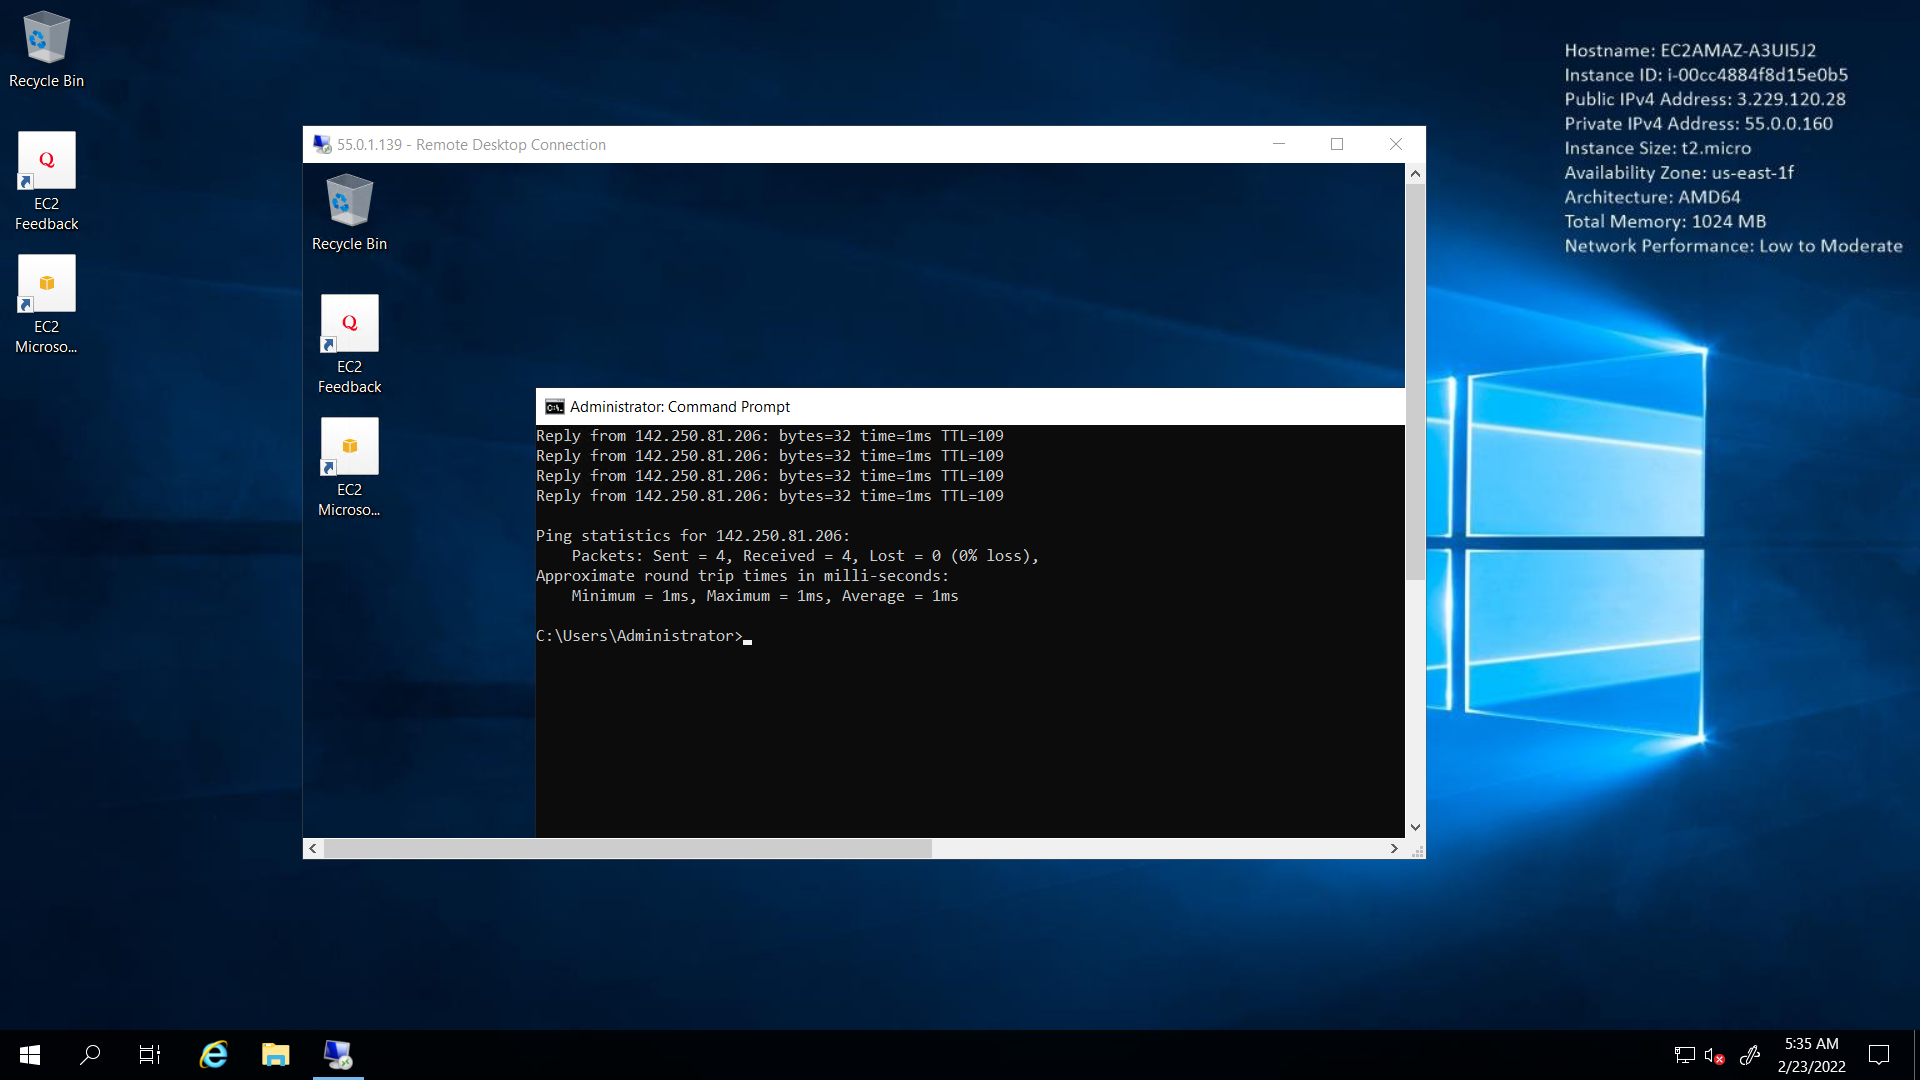 Recycle Bin
Q
EC2
Feedback
EC2
Microso...
Hostname: EC2AMAZ-A3UI5J2
Instance ID: i-00cc4884f8d15e0b5
Public IPv4 Address: 3.229.120.28
Private IPv4 Address: 55.0.0.160
Instance Size: t2.micro
Availability Zone: us-east-1f
Architecture: AMD64
Total Memory: 1024 MB
Network Performance: Low to Moderate
55.0.1.139 - Remote Desktop Connection
Recycle Bin
Q
EC2
Feedback
EC2
Microso...
Administrator: Command Prompt
Reply from 142.250.81.206: bytes=32 time=1ms TTL=109
Reply from 142.250.81.206: bytes=32 time=1ms TTL=109
Reply from 142.250.81.206: bytes=32 time=1ms TTL=109
Reply from 142.250.81.206: bytes=32 time=1ms TTL=109
Ping statistics for 142.250.81.206:
Packets: Sent = 4, Received = 4, Lost = 0 (0% loss),
Approximate round trip times in milli-seconds:
Minimum = 1ms, Maximum = 1ms, Average = 1ms
C:\Users\Administrator>
5:35 AM
2/23/2022